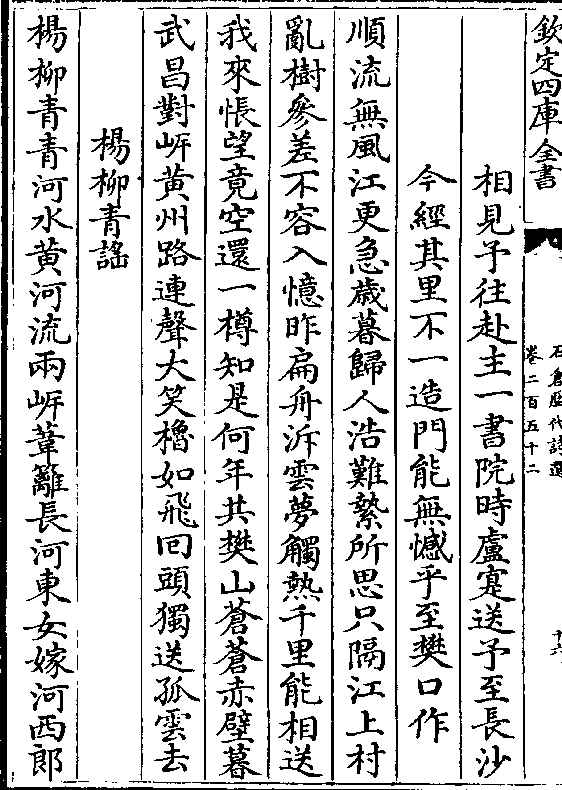 欽定四庫全書
石倉歷代詩選
卷二百五十二
十六
相見予往赴主一書院時盧寔送予至長沙
今經其里不一造門能無憾乎至樊口作
順流無風江更急歲暮歸人浩難縶所思只隔江上村
亂樹參差不容入憶昨扁舟泝雲夢觸熱千里能相送
我來悵望竟空還一樽知是何年共樊山蒼蒼赤壁暮
武昌對㟁黄州路連聲大笑櫓如飛回頭獨送孤雲去
楊柳青謡
楊柳青青河水黄河流兩㟁葦籬長河東女嫁河西郎